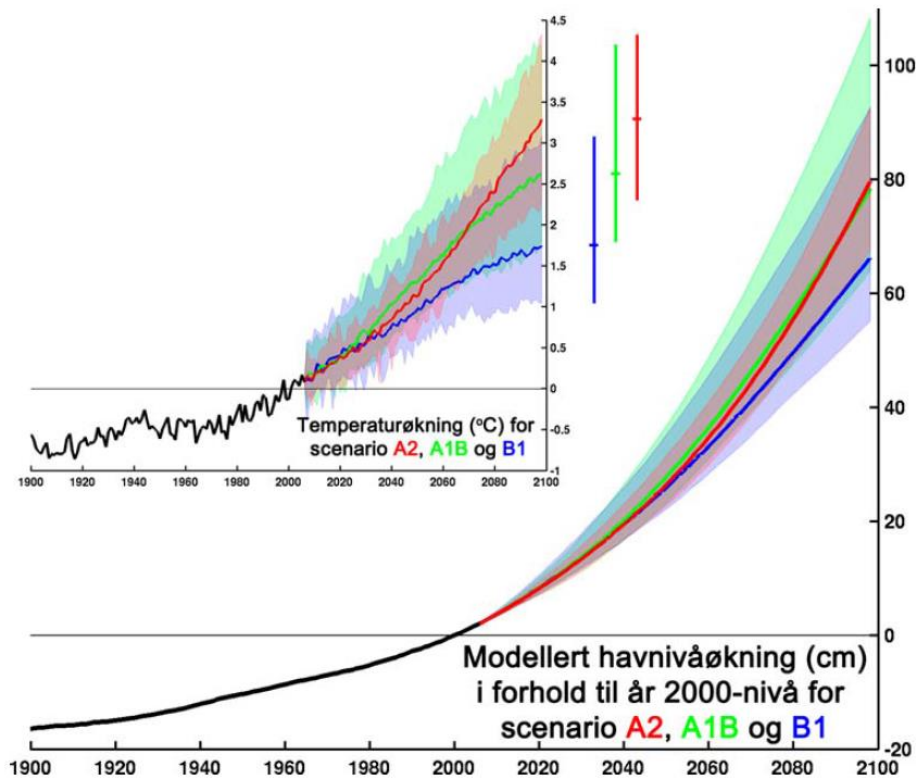 4.5
4
3.5
3
2.5
2
1.5
1
0.5
0
-0.5
-1
Temperaturøkning (°C) for
scenario A2, A1B og B1
1900 1920 1940 1960 1980 2000 2020 2040 2060 2080 2100
100
80
60
40
20
0
-20
Modellert havnivåøkning (cm)
i forhold til år 2000-nivå for
scenario A2, A1B og B1
1900 1920 1940 1960 1980 2000 2020 2040 2060 2080 2100